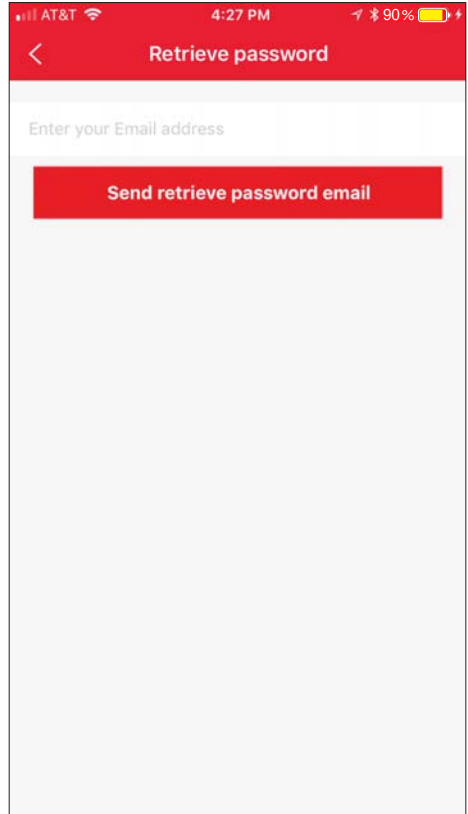 AT&T 4:27 PM 90%
Retrieve password
Enter your Email address
Send retrieve password email